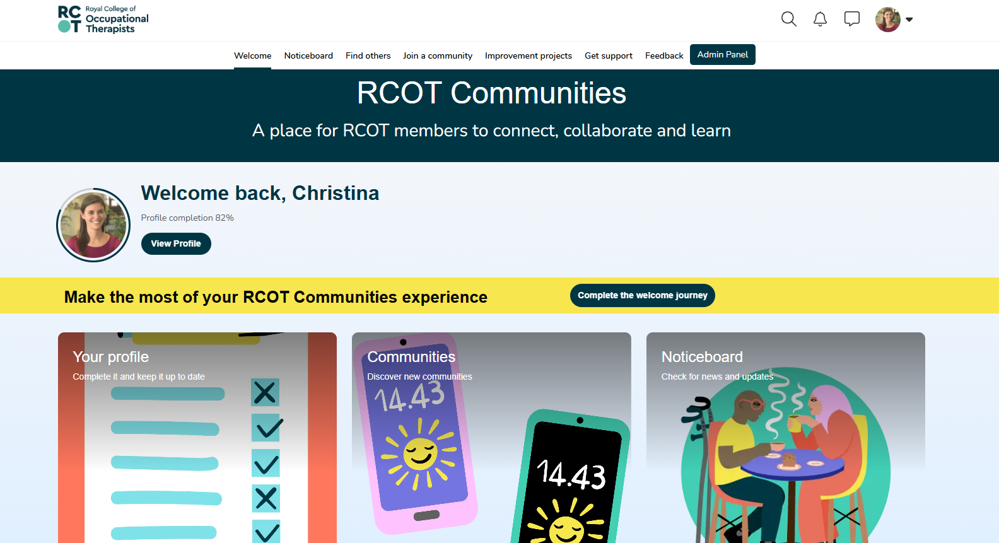 RC
OT
Royal College of
Occupational
Therapists
Welcome
Noticeboard
Find others
Join a community
Improvement projects
Get support
Feedback
Admin Panel
RCOT Communities
A place for RCOT members to connect, collaborate and learn
Welcome back, Christina
Profile completion 82%
View Profile
Make the most of your RCOT Communities experience
Complete the welcome journey
Your profile
Complete it and keep it up to date
Communities
Discover new communities
14.43
14.43
Noticeboard
Check for news and updates